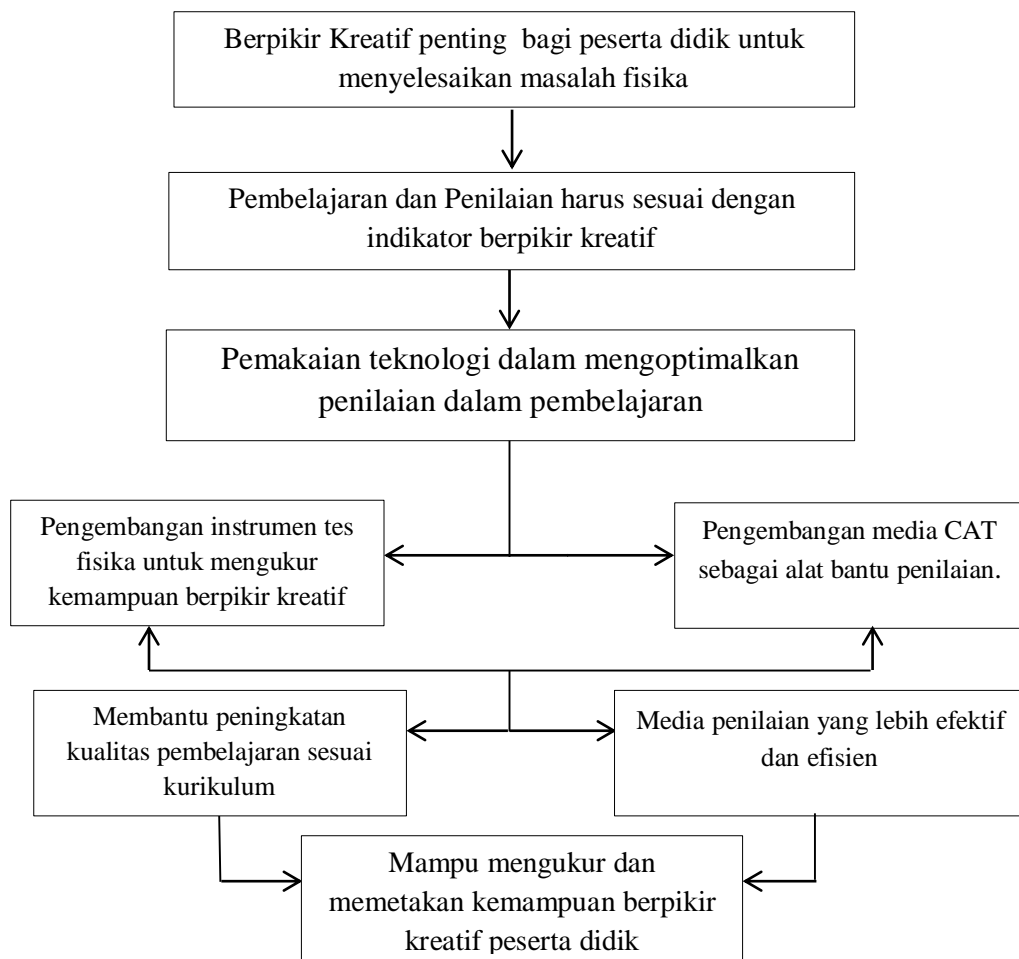 Berpikir Kreatif penting bagi peserta didik untuk
menyelesaikan masalah fisika
Pembelajaran dan Penilaian harus sesuai dengan
indikator berpikir kreatif
Pemakaian teknologi dalam mengoptimalkan
penilaian dalam pembelajaran
Pengembangan instrumen tes
fisika untuk mengukur
kemampuan berpikir kreatif
Pengembangan media CAT
sebagai alat bantu penilaian.
Membantu peningkatan
kualitas pembelajaran sesuai
kurikulum
Media penilaian yang lebih efektif
dan efisien
Mampu mengukur dan
memetakan kemampuan berpikir
kreatif peserta didik